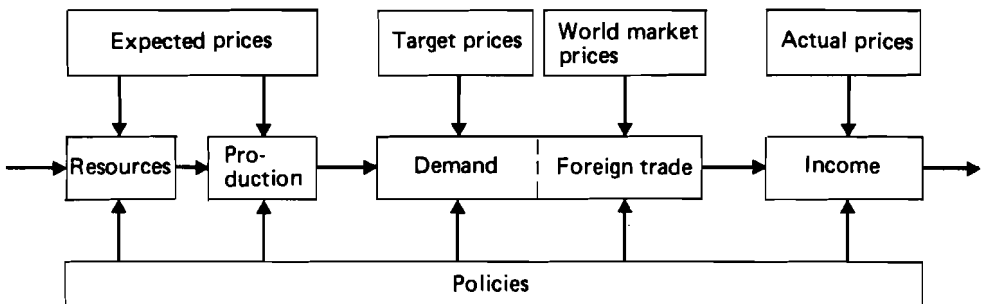 Expected prices
Target prices
World market
prices
Actual prices
Resources
Pro-
duction
Demand
Foreign trade
Income
Policies